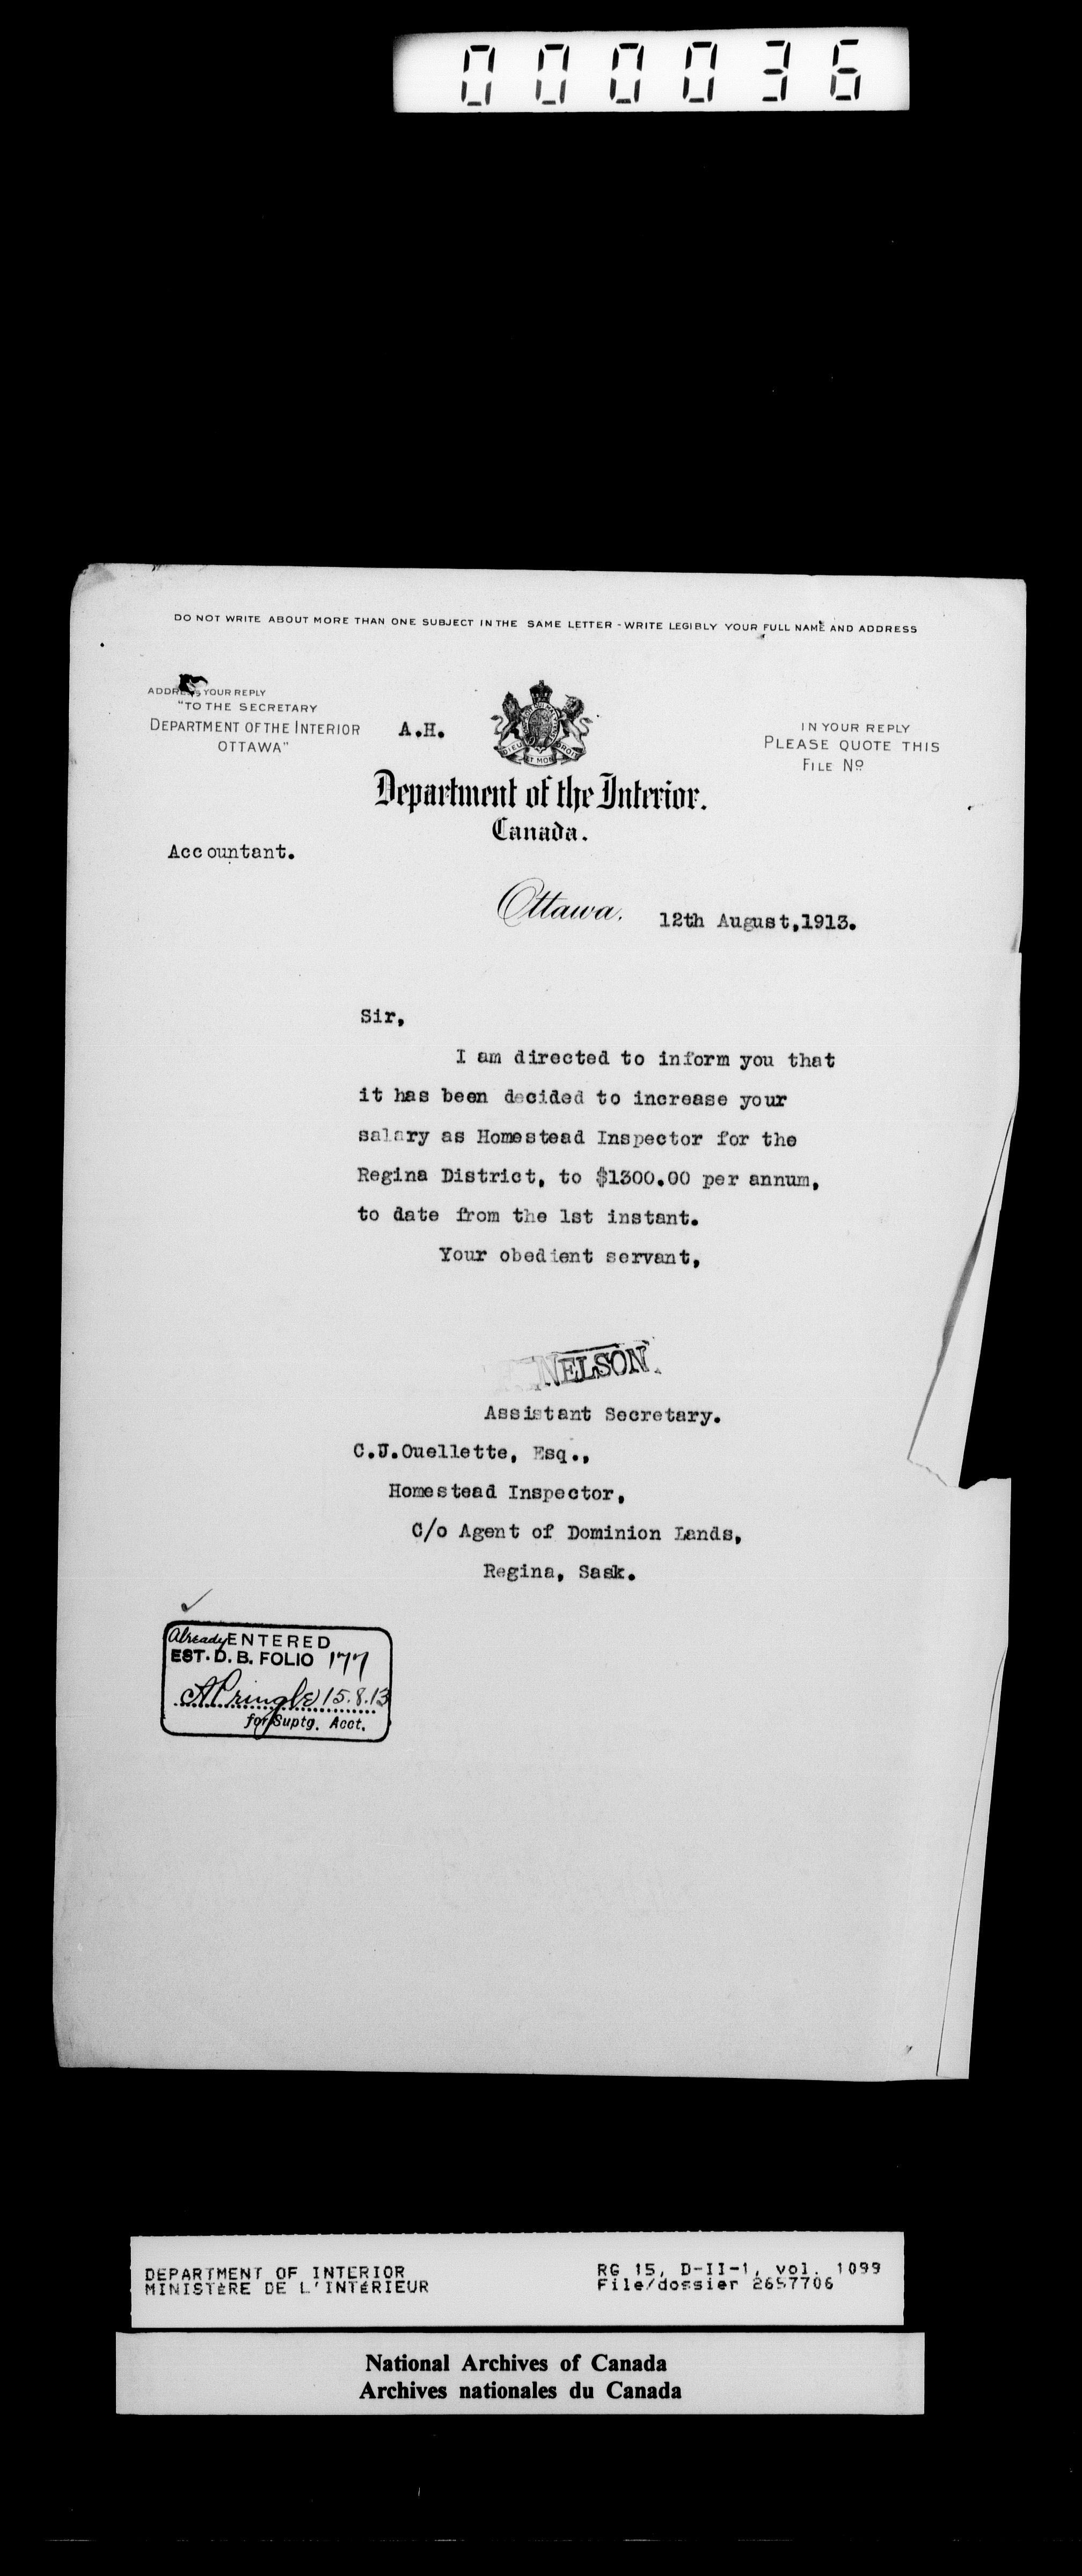 000036
DO NOT WRITE ABOUT MORE THAN ONE SUBJECT IN THE SAME LETTER - WRITE LEGIBLY YOUR FULL NAME AND ADDRESS
ADDRESS YOUR REPLY
"TO THE SECRETARY
DEPARTMENT OF THE INTERIOR
OTTAWA"
A.H.
DIEU ET MON DROIT
IN YOUR REPLY
PLEASE QUOTE THIS
FILE No
Department of the Interior.
Canada.
Accountant.
Ottawa, 12th August,1913.
Sir,
I am directed to inform you that
it has been decided to increase your
salary as Homestead Inspector for the
Regina District, to $1300.00 per annum,
to date from the 1st instant.
Your obedient servant,
NELSON.
Assistant Secretary.
C.J.Ouellette, Esq.,
Homestead Inspector,
C/o Agent of Dominion Lands,
Regina, Sask.
Already ENTERED
EST. D. B. FOLIO 177
A Pringle 15.8.13
for Suptg. Acct.
DEPARTMENT OF INTERIOR
MINISTÈRE DE L'INTÉRIEUR
RG 15, D-II-1, vol. 1099
File/dossier 2657706
National Archives of Canada
Archives nationales du Canada